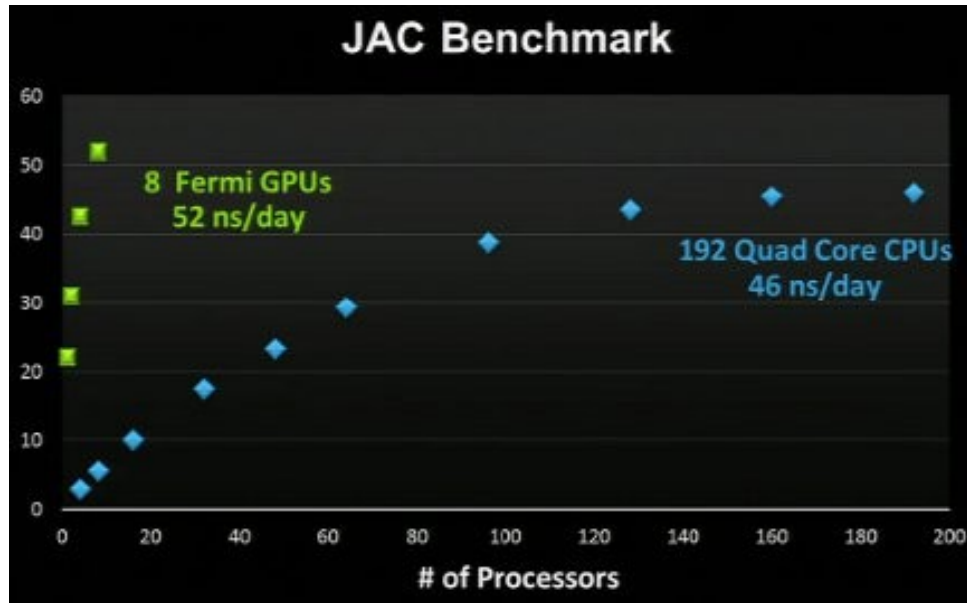 JAC Benchmark
60
50
40
30
20
10
0
8 Fermi GPUs
52 ns/day
192 Quad Core CPUs
46 ns/day
0 20 40 60 80 100 120 140 160 180 200
# of Processors